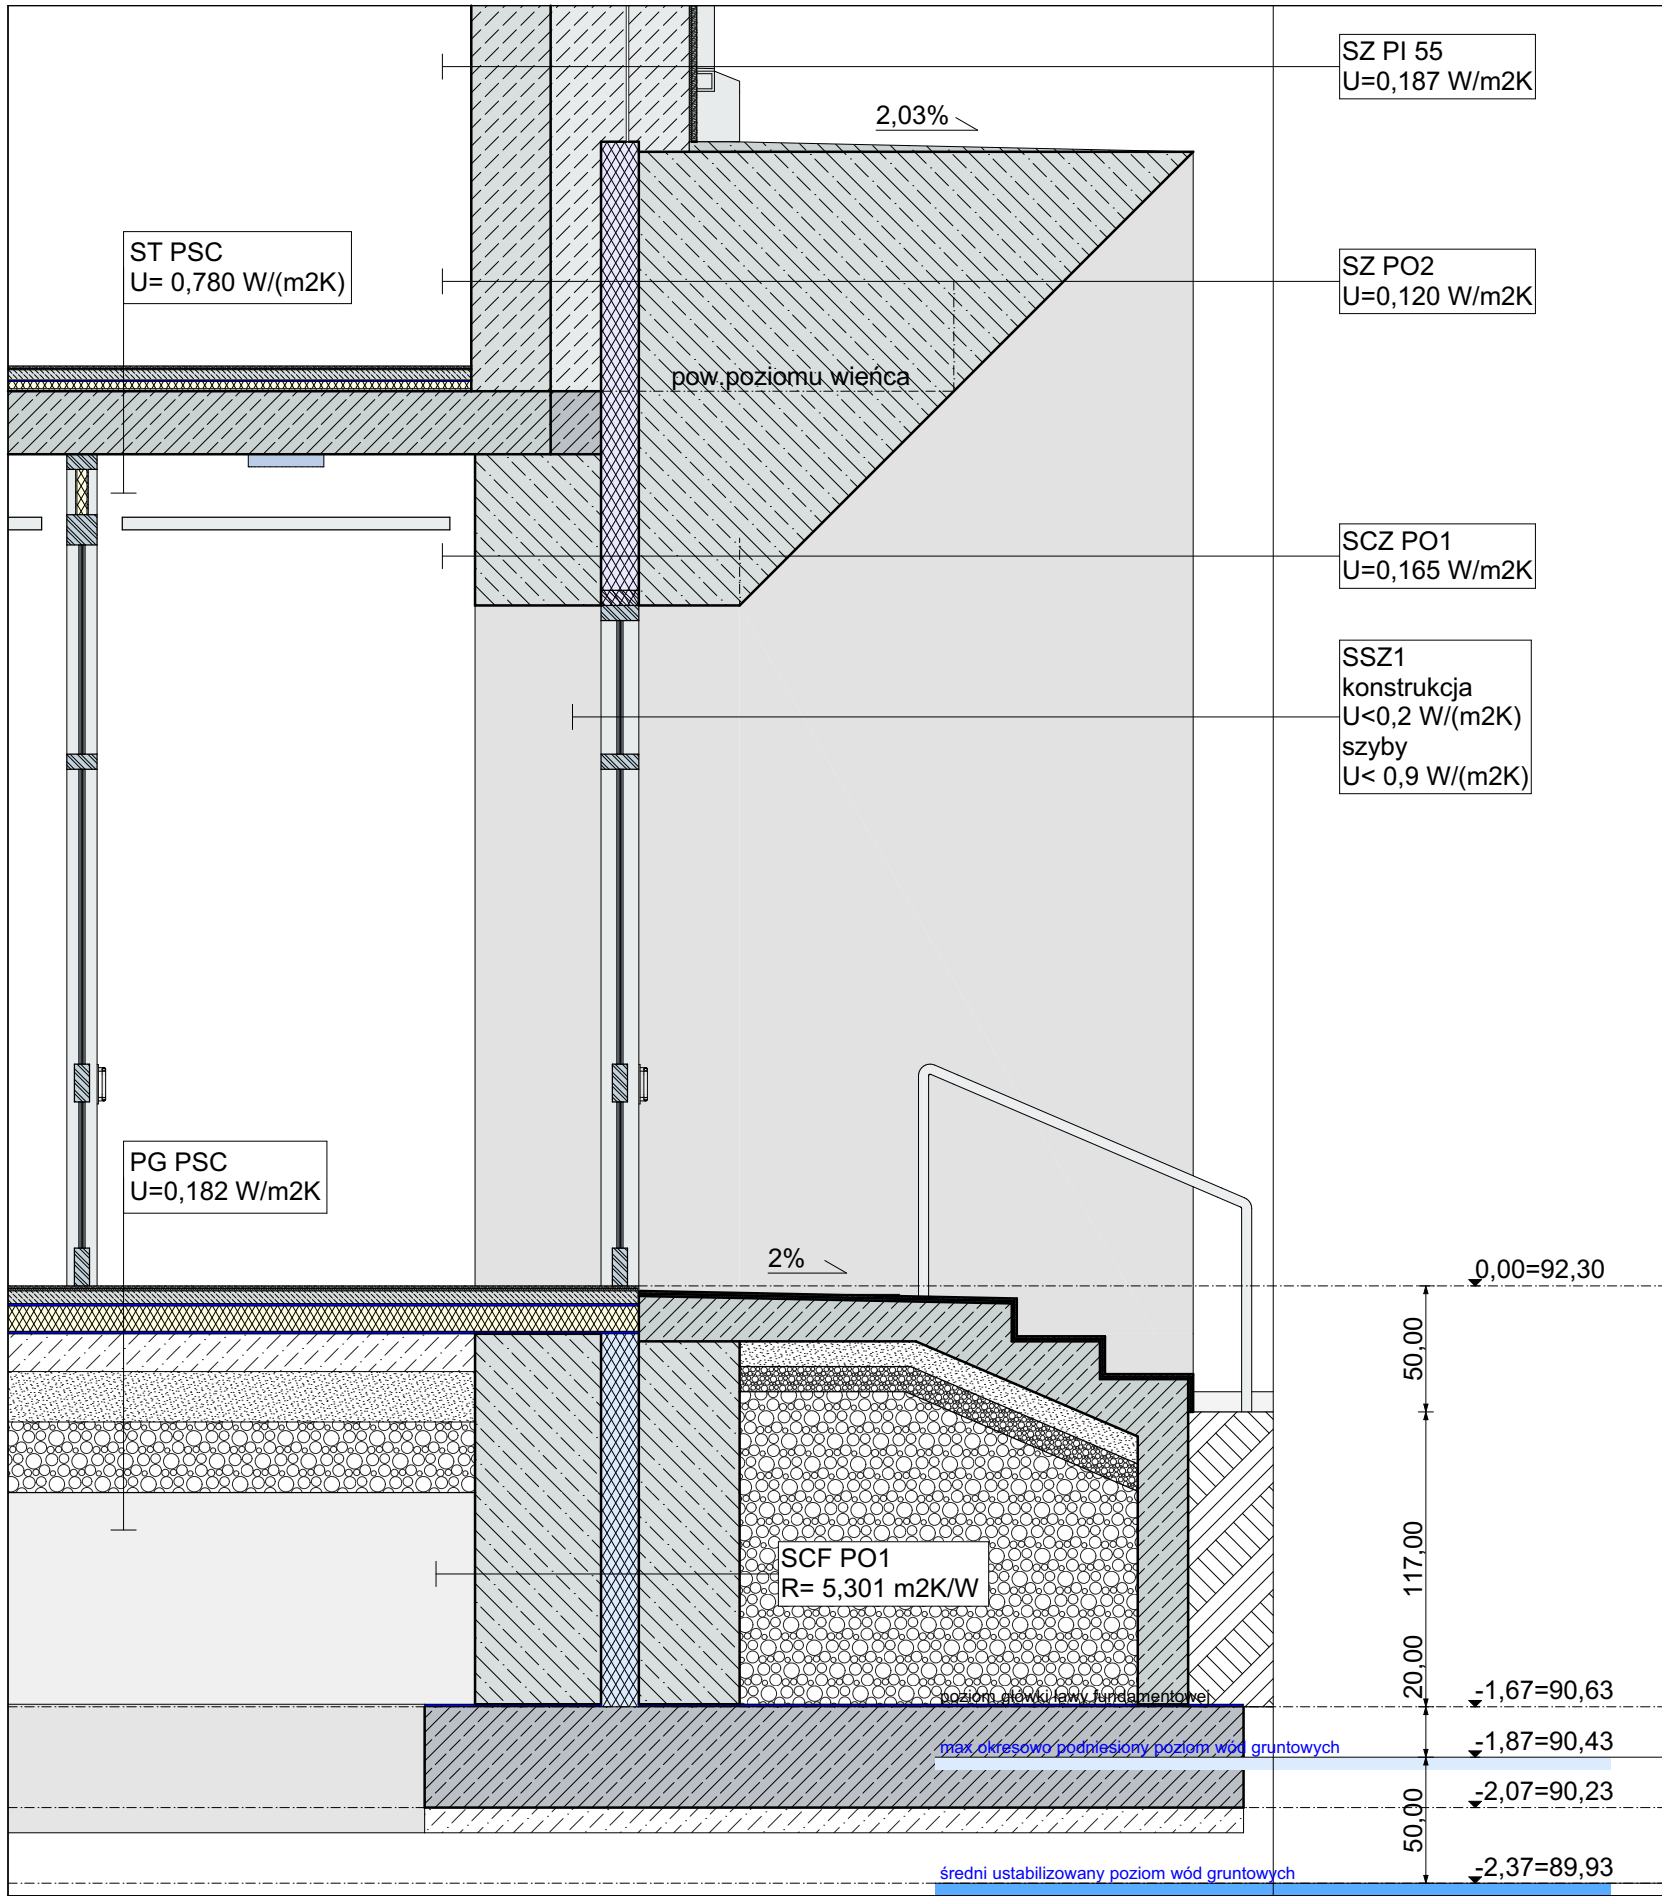 SZ PI 55
U=0,187 W/m2K
2,03%
ST PSC
U= 0,780 W/(m2K)
SZ PO2
U=0,120 W/m2K
pow.poziomu wieńca
SCZ PO1
U=0,165 W/m2K
SSZ1
konstrukcja
U<0,2 W/(m2K)
szyby
U< 0,9 W/(m2K)
PG PSC
U=0,182 W/m2K
2%
0,00=92,30
50,00
117,00
SCF PO1
R= 5,301 m2K/W
20,00
poziom główki ławy fundamentowej
-1,67=90,63
max okresowo podniesiony poziom wód gruntowych
-1,87=90,43
-2,07=90,23
50,00
średni ustabilizowany poziom wód gruntowych
-2,37=89,93